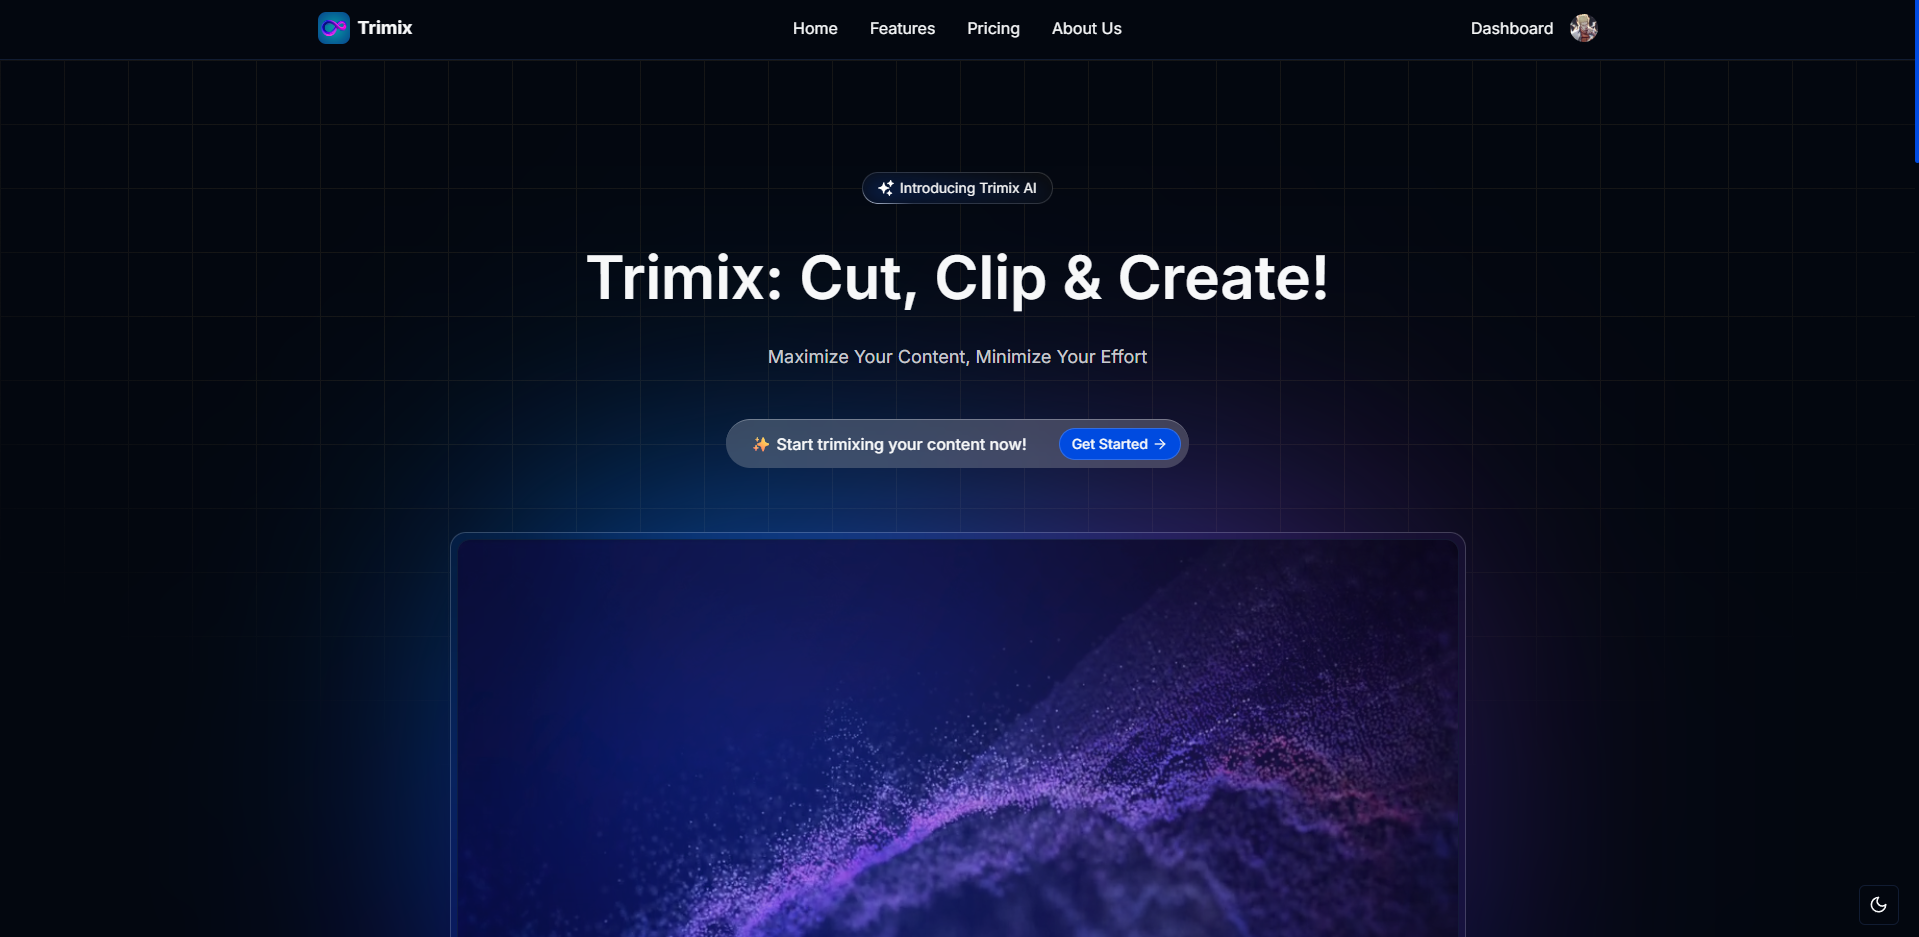 Trimix
Home
Features
Pricing
About Us
Dashboard
Introducing Trimix AI
Trimix: Cut, Clip & Create!
Maximize Your Content, Minimize Your Effort
✨ Start trimixing your content now!
Get Started →